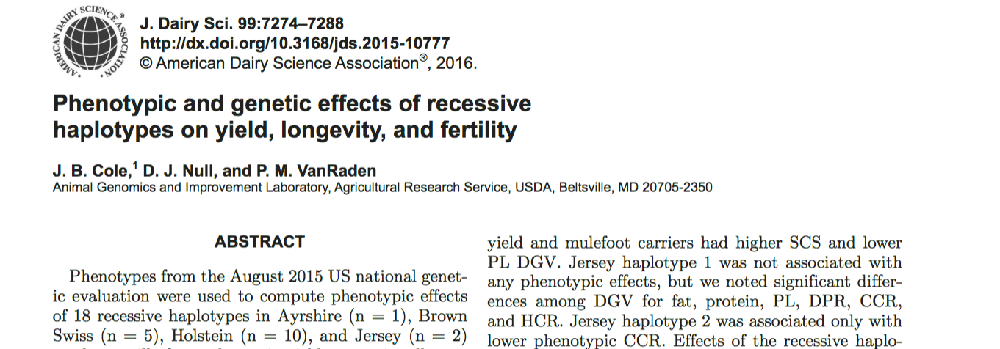 AMERICAN DAIRY SCIENCE ASSOCIATION®
J. Dairy Sci. 99:7274–7288
http://dx.doi.org/10.3168/jds.2015-10777
© American Dairy Science Association®, 2016.
Phenotypic and genetic effects of recessive
haplotypes on yield, longevity, and fertility
J. B. Cole,1 D. J. Null, and P. M. VanRaden
Animal Genomics and Improvement Laboratory, Agricultural Research Service, USDA, Beltsville, MD 20705-2350
ABSTRACT
Phenotypes from the August 2015 US national genet-
ic evaluation were used to compute phenotypic effects
of 18 recessive haplotypes in Ayrshire (n = 1), Brown
Swiss (n = 5), Holstein (n = 10), and Jersey (n = 2)
yield and mulefoot carriers had higher SCS and lower
PL DGV. Jersey haplotype 1 was not associated with
any phenotypic effects, but we noted significant differ-
ences among DGV for fat, protein, PL, DPR, CCR,
and HCR. Jersey haplotype 2 was associated only with
lower phenotypic CCR. Effects of the recessive haplo-